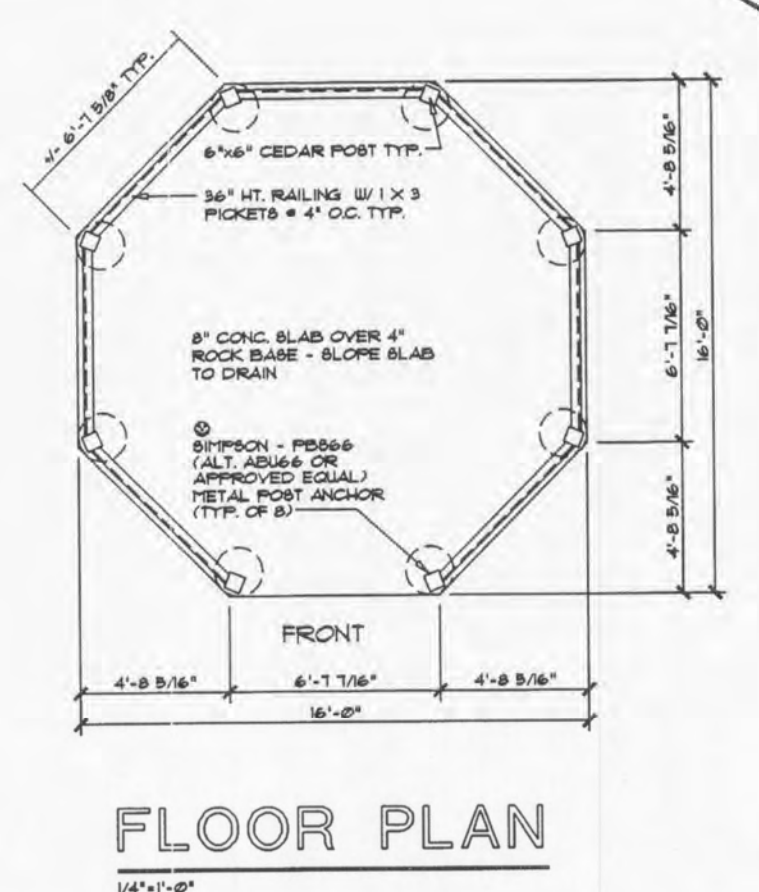 +/- 6'-7 5/8" TYP.
6"x6" CEDAR POST TYP.
36" HT. RAILING W/ 1 X 3
PICKETS @ 4" O.C. TYP.
8" CONC. SLAB OVER 4"
ROCK BASE - SLOPE SLAB
TO DRAIN
SIMPSON - PBS66
(ALT. ABU66 OR
APPROVED EQUAL)
METAL POST ANCHOR
(TYP. OF 8)
4'-8 5/16"
6'-7 7/16"
16'-0"
4'-8 5/16"
FRONT
4'-8 5/16"
6'-7 7/16"
4'-8 5/16"
16'-0"
FLOOR PLAN
1/4"=1'-0"